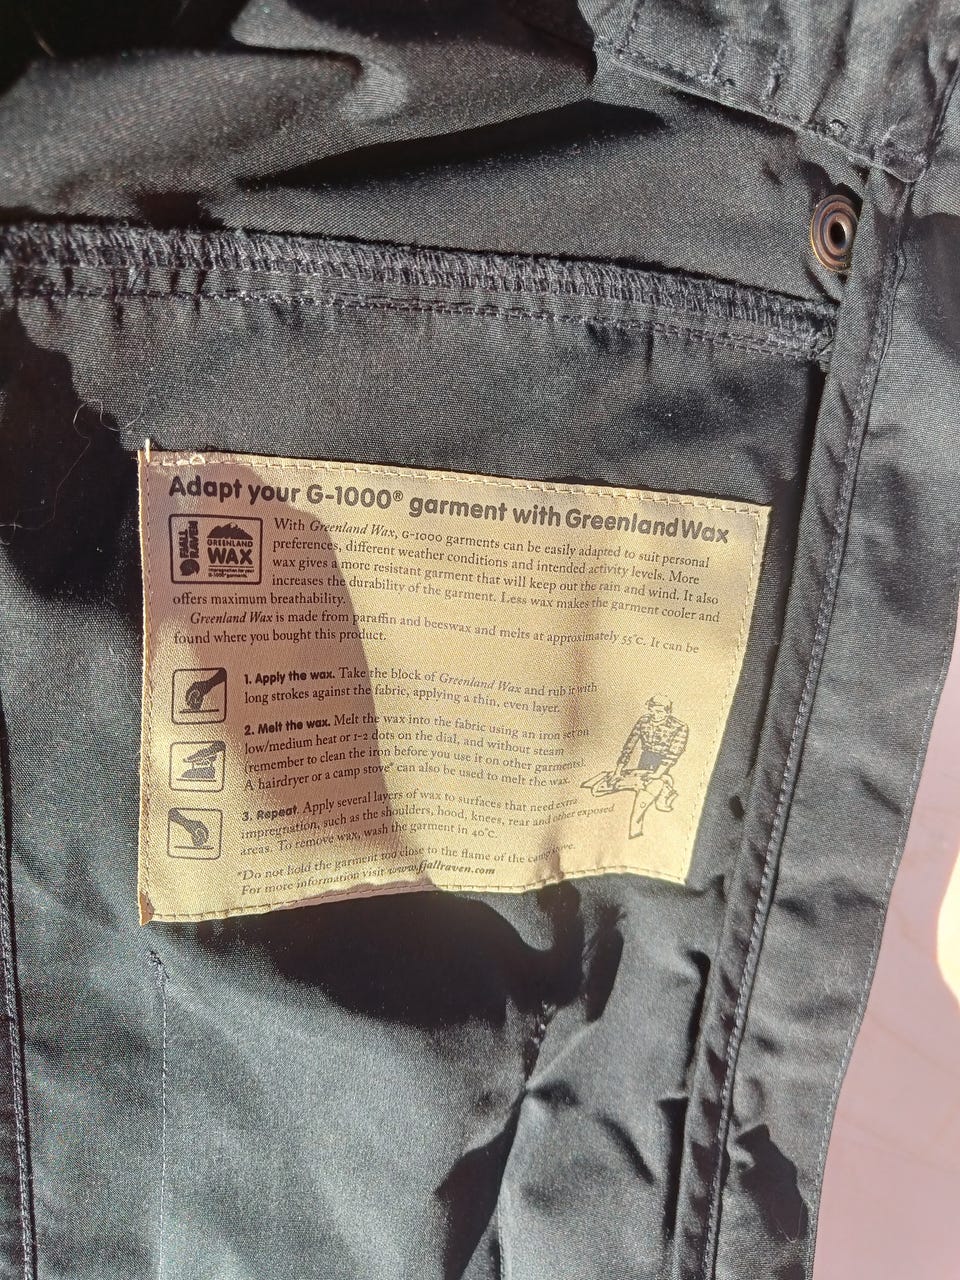 Adapt your G-1000® garment with Greenland Wax
FJÄLL
RÄVEN
GREENLAND
WAX
Impregnation for your
G-1000® garments.
With Greenland Wax, G-1000 garments can be easily adapted to suit personal
preferences, different weather conditions and intended activity levels. More
wax gives a more resistant garment that will keep out the rain and wind. It also
increases the durability of the garment. Less wax makes the garment cooler and
offers maximum breathability.
Greenland Wax is made from paraffin and beeswax and melts at approximately 55°C. It can be
found where you bought this product.
1. Apply the wax. Take the block of Greenland Wax and rub it with
long strokes against the fabric, applying a thin, even layer.
2. Melt the wax. Melt the wax into the fabric using an iron set on
low/medium heat or 1-2 dots on the dial, and without steam
(remember to clean the iron before you use it on other garments).
A hairdryer or a camp stove* can also be used to melt the wax.
3. Repeat. Apply several layers of wax to surfaces that need extra
impregnation, such as the shoulders, hood, knees, rear and other exposed
areas. To remove wax, wash the garment in 40°C.
*Do not hold the garment too close to the flame of the camp stove.
For more information visit www.fjallraven.com